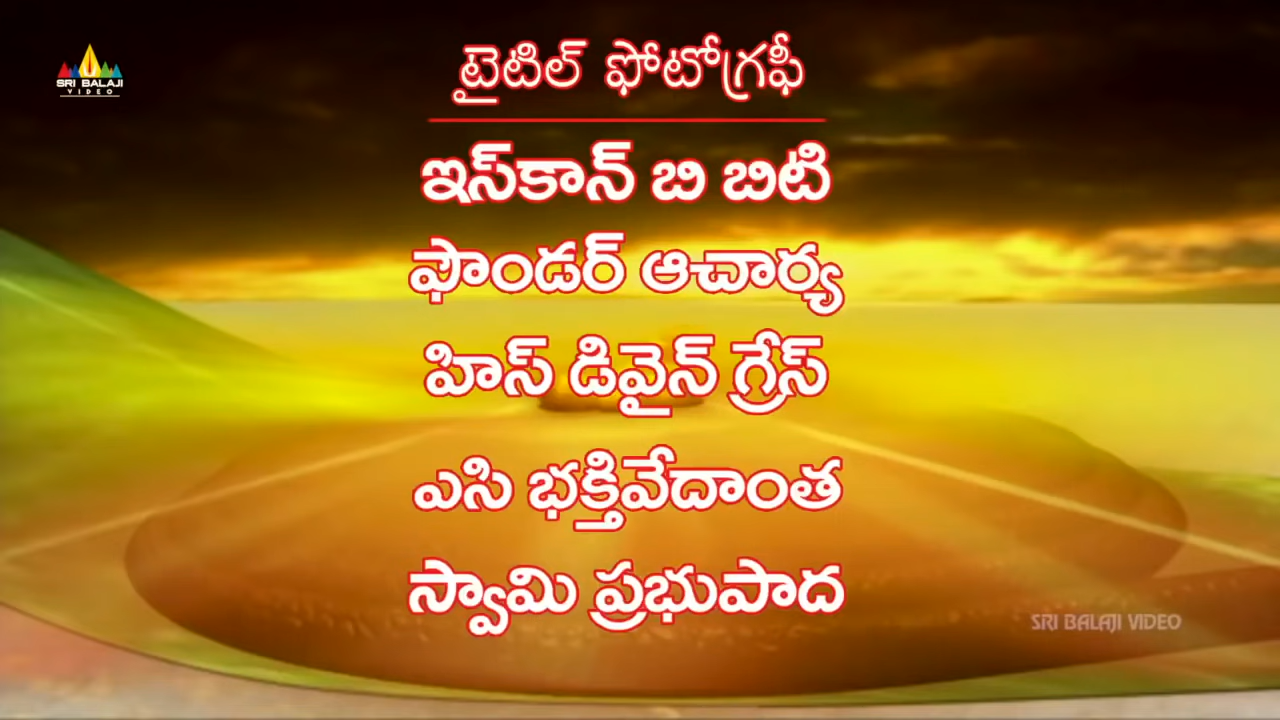 SRI BALAJI
VIDEO
టైటిల్ ఫోటోగ్రఫీ
ఇస్‌కాన్ బి బిటి
ఫౌండర్ ఆచార్య
హిస్ డివైన్ గ్రేస్
ఎసి భక్తివేదాంత
స్వామి ప్రభుపాద
SRI BALAJI VIDEO